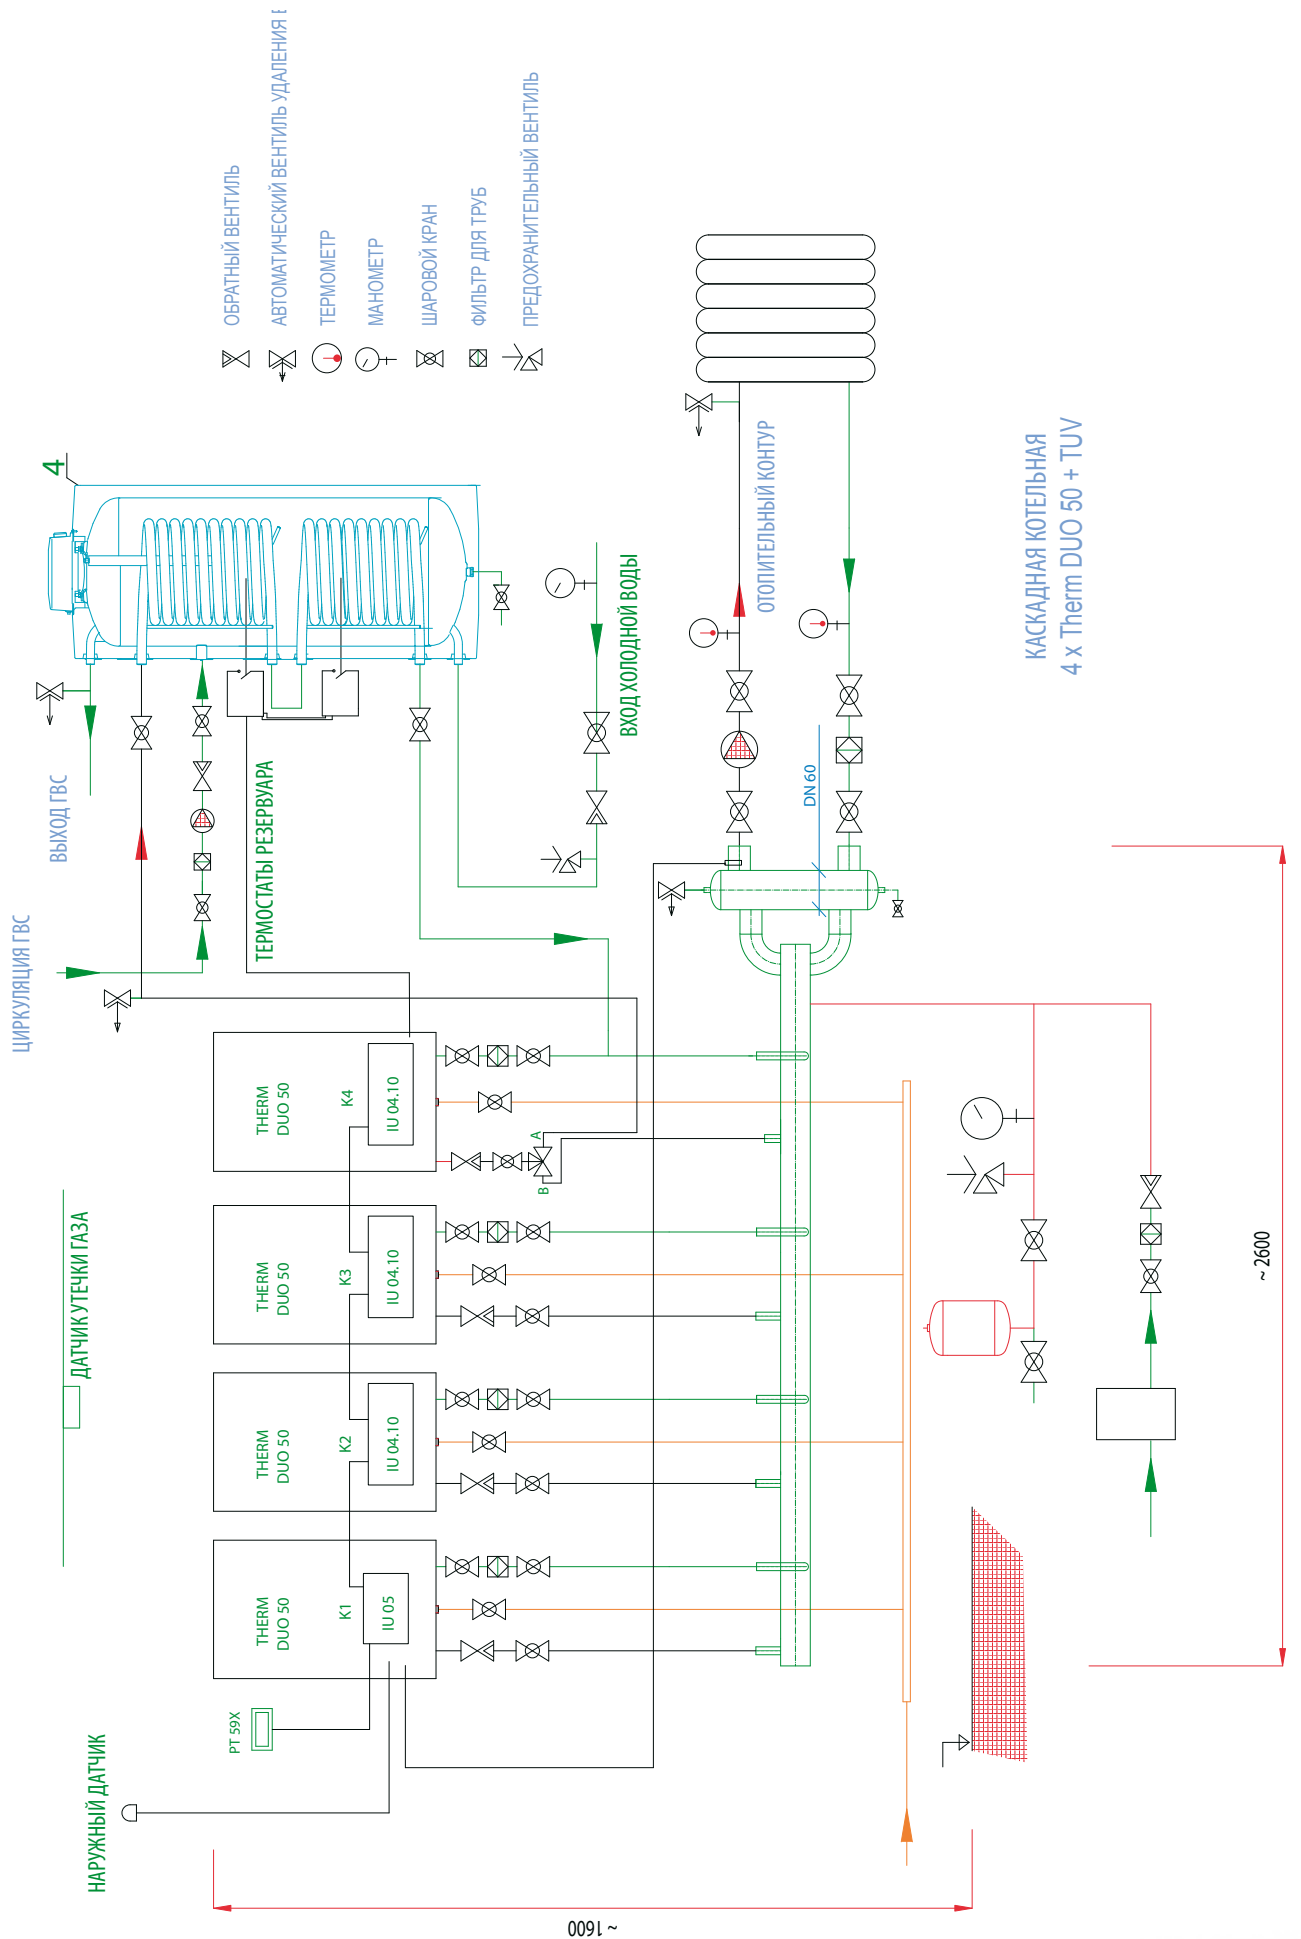 НАРУЖНЫЙ ДАТЧИК
ДАТЧИК УТЕЧКИ ГАЗА
ЦИРКУЛЯЦИЯ ГВС
ВЫХОД ГВС
4
PT 59X
THERM
DUO 50
K1
IU 05
THERM
DUO 50
K2
IU 04.10
THERM
DUO 50
K3
IU 04.10
THERM
DUO 50
K4
IU 04.10
A
B
ТЕРМОСТАТЫ РЕЗЕРВУАРА
ВХОД ХОЛОДНОЙ ВОДЫ
ОБРАТНЫЙ ВЕНТИЛЬ
АВТОМАТИЧЕСКИЙ ВЕНТИЛЬ УДАЛЕНИЯ
ТЕРМОМЕТР
МАНОМЕТР
ШАРОВОЙ КРАН
ФИЛЬТР ДЛЯ ТРУБ
ПРЕДОХРАНИТЕЛЬНЫЙ ВЕНТИЛЬ
ОТОПИТЕЛЬНЫЙ КОНТУР
DN 60
КАСКАДНАЯ КОТЕЛЬНАЯ
4 x Therm DUO 50 + TUV
~ 1600
~ 2600